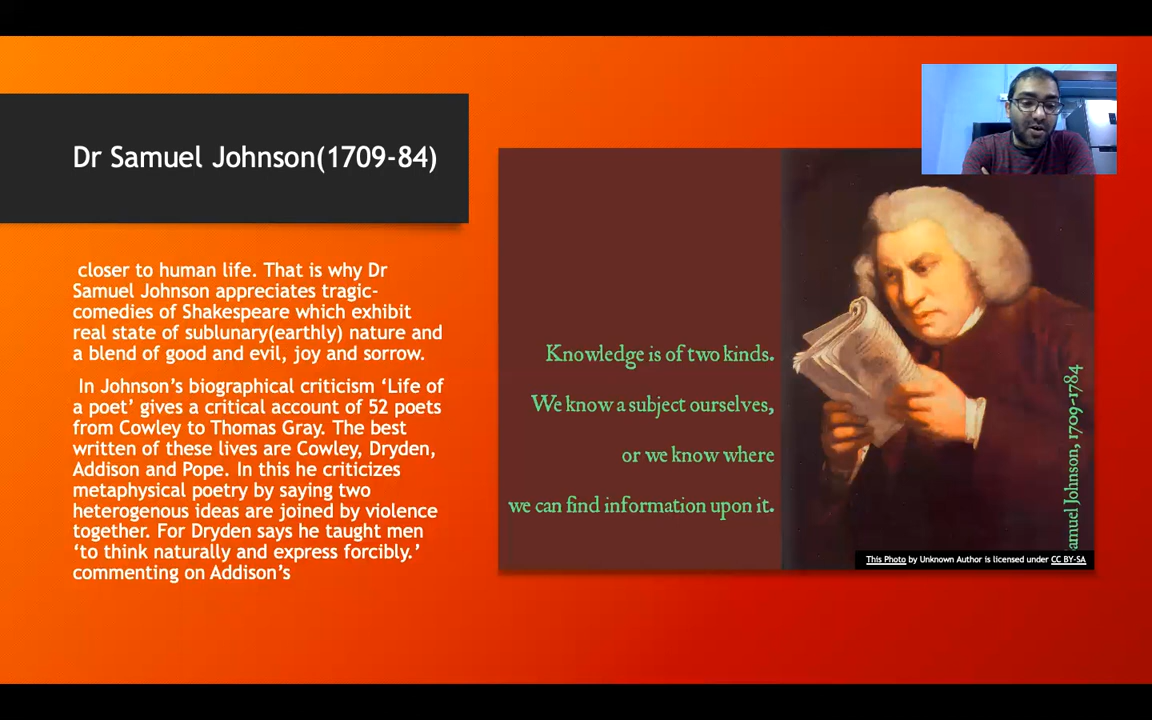 Dr Samuel Johnson(1709-84)
closer to human life. That is why Dr
Samuel Johnson appreciates tragic-
comedies of Shakespeare which exhibit
real state of sublunary(earthly) nature and
a blend of good and evil, joy and sorrow.
In Johnson's biographical criticism ‘Life of
a poet’ gives a critical account of 52 poets
from Cowley to Thomas Gray. The best
written of these lives are Cowley, Dryden,
Addison and Pope. In this he criticizes
metaphysical poetry by saying two
heterogenous ideas are joined by violence
together. For Dryden says he taught men
‘to think naturally and express forcibly.’
commenting on Addison's
Knowledge is of two kinds.
We know a subject ourselves,
or we know where
we can find information upon it.
amuel Johnson, 1709-1784
This Photo by Unknown Author is licensed under CC BY-SA